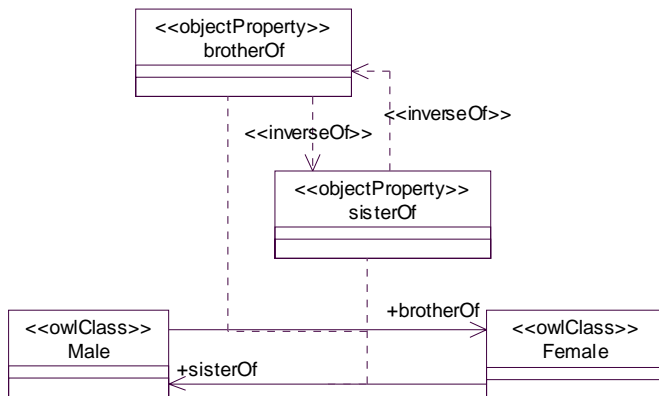 <<objectProperty>>
brotherOf
<<inverseOf>>
<<inverseOf>>
<<objectProperty>>
sisterOf
+brotherOf
<<owlClass>>
Male
<<owlClass>>
Female
+sisterOf